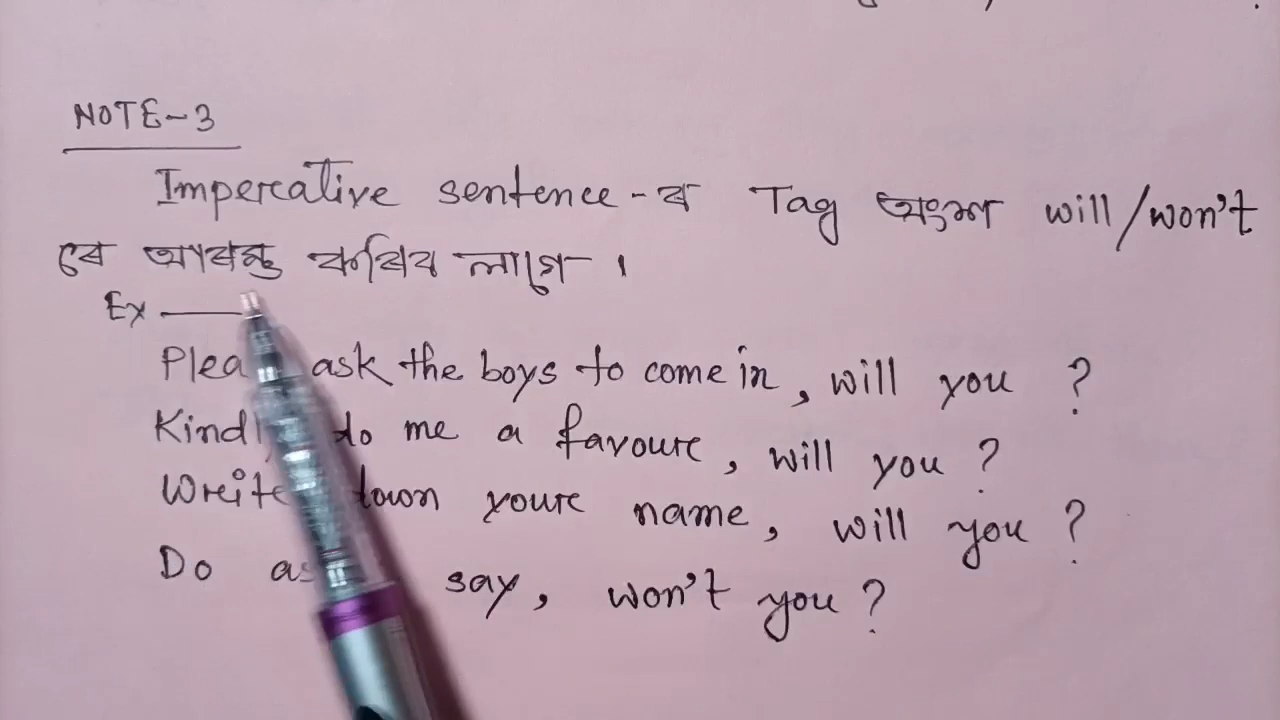 NOTE-3
Imperative sentence-ৰ Tag অংশ will/won't
ৰে আৰম্ভ কৰিব লাগে ।
Ex
ask the boys to come in, will you ?
do me a favour, will you ?
down your name, will you ?
Do say, won't you ?